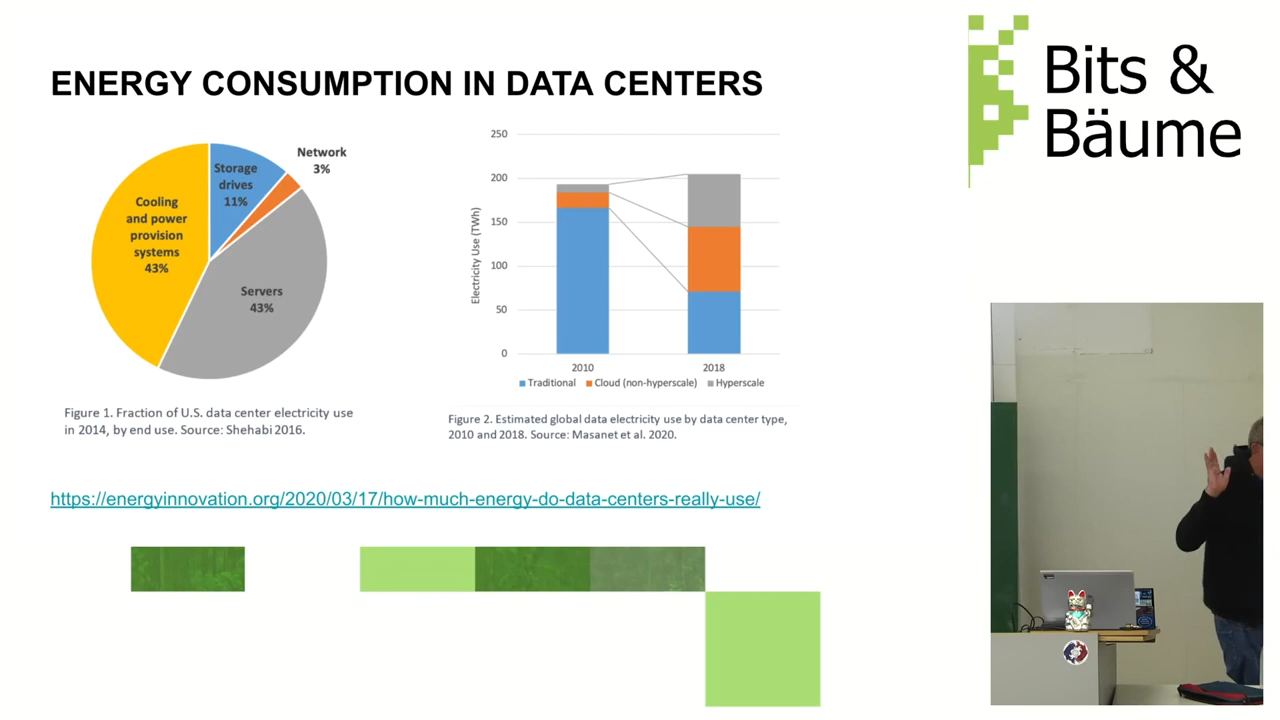 ENERGY CONSUMPTION IN DATA CENTERS
Bits &
Bäume
Storage
drives
11%
Network
3%
Cooling
and power
provision
systems
43%
Servers
43%
Figure 1. Fraction of U.S. data center electricity use
in 2014, by end use. Source: Shehabi 2016.
Electricity Use (TWh)
250
200
150
100
50
0
2010
2018
Traditional
Cloud (non-hyperscale)
Hyperscale
Figure 2. Estimated global data electricity use by data center type,
2010 and 2018. Source: Masanet et al. 2020.
https://energyinnovation.org/2020/03/17/how-much-energy-do-data-centers-really-use/